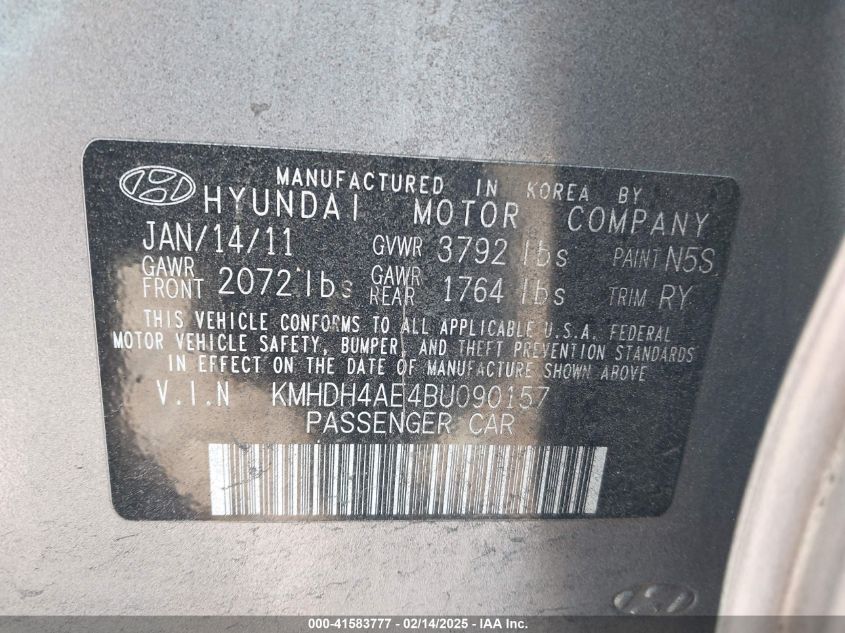 MANUFACTURED IN KOREA BY
HYUNDAI MOTOR COMPANY
JAN/14/11 GVWR 3792 lbs PAINT N5S
GAWR FRONT 2072 lbs GAWR REAR 1764 lbs TRIM RY
THIS VEHICLE CONFORMS TO ALL APPLICABLE U.S.A. FEDERAL
MOTOR VEHICLE SAFETY, BUMPER, AND THEFT PREVENTION STANDARDS
IN EFFECT ON THE DATE OF MANUFACTURE SHOWN ABOVE
V.I.N KMHDH4AE4BU090157
PASSENGER CAR
000-41583777 - 02/14/2025 - IAA Inc.